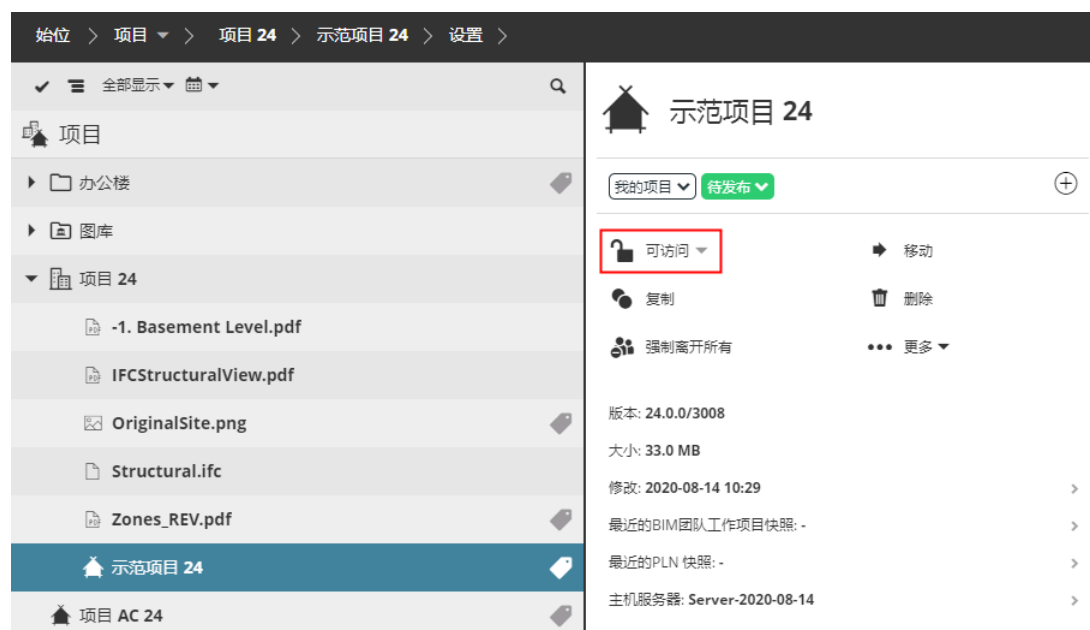 始位 > 项目 > 项目 24 > 示范项目 24 > 设置 >
全部显示
项目
办公楼
图库
项目 24
-1. Basement Level.pdf
IFCStructuralView.pdf
OriginalSite.png
Structural.ifc
Zones_REV.pdf
示范项目 24
项目 AC 24
示范项目 24
我的项目 待发布
可访问 移动
复制 删除
强制离开所有 更多
版本: 24.0.0/3008
大小: 33.0 MB
修改: 2020-08-14 10:29
最近的BIM团队工作项目快照: -
最近的PLN 快照: -
主机服务器: Server-2020-08-14